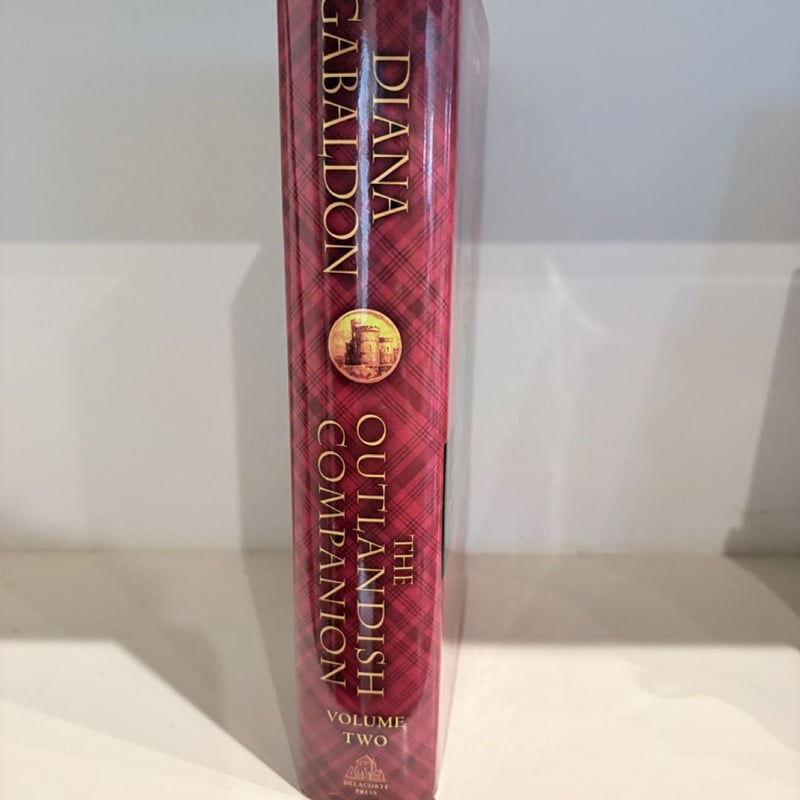 DIANA
GABALDON
THE
OUTLANDISH
COMPANION
VOLUME
TWO
DELACORTE
PRESS